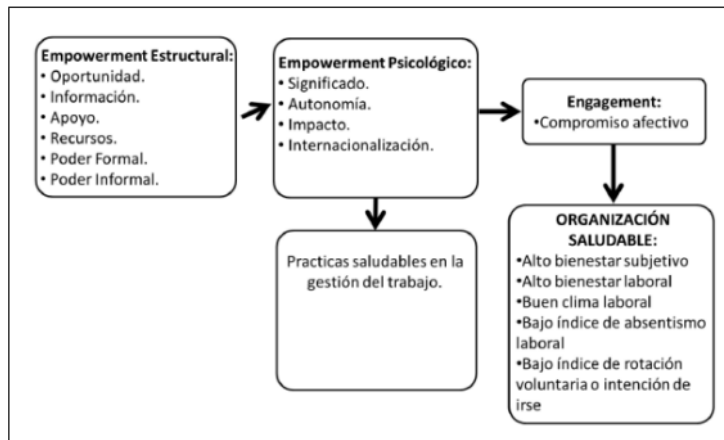 Empowerment Estructural:
• Oportunidad.
• Información.
• Apoyo.
• Recursos.
• Poder Formal.
• Poder Informal.
Empowerment Psicológico:
• Significado.
• Autonomía.
• Impacto.
• Internacionalización.
Engagement:
•Compromiso afectivo
Practicas saludables en la
gestión del trabajo.
ORGANIZACIÓN
SALUDABLE:
•Alto bienestar subjetivo
•Alto bienestar laboral
•Buen clima laboral
•Bajo índice de absentismo
laboral
•Bajo índice de rotación
voluntaria o intención de
irse